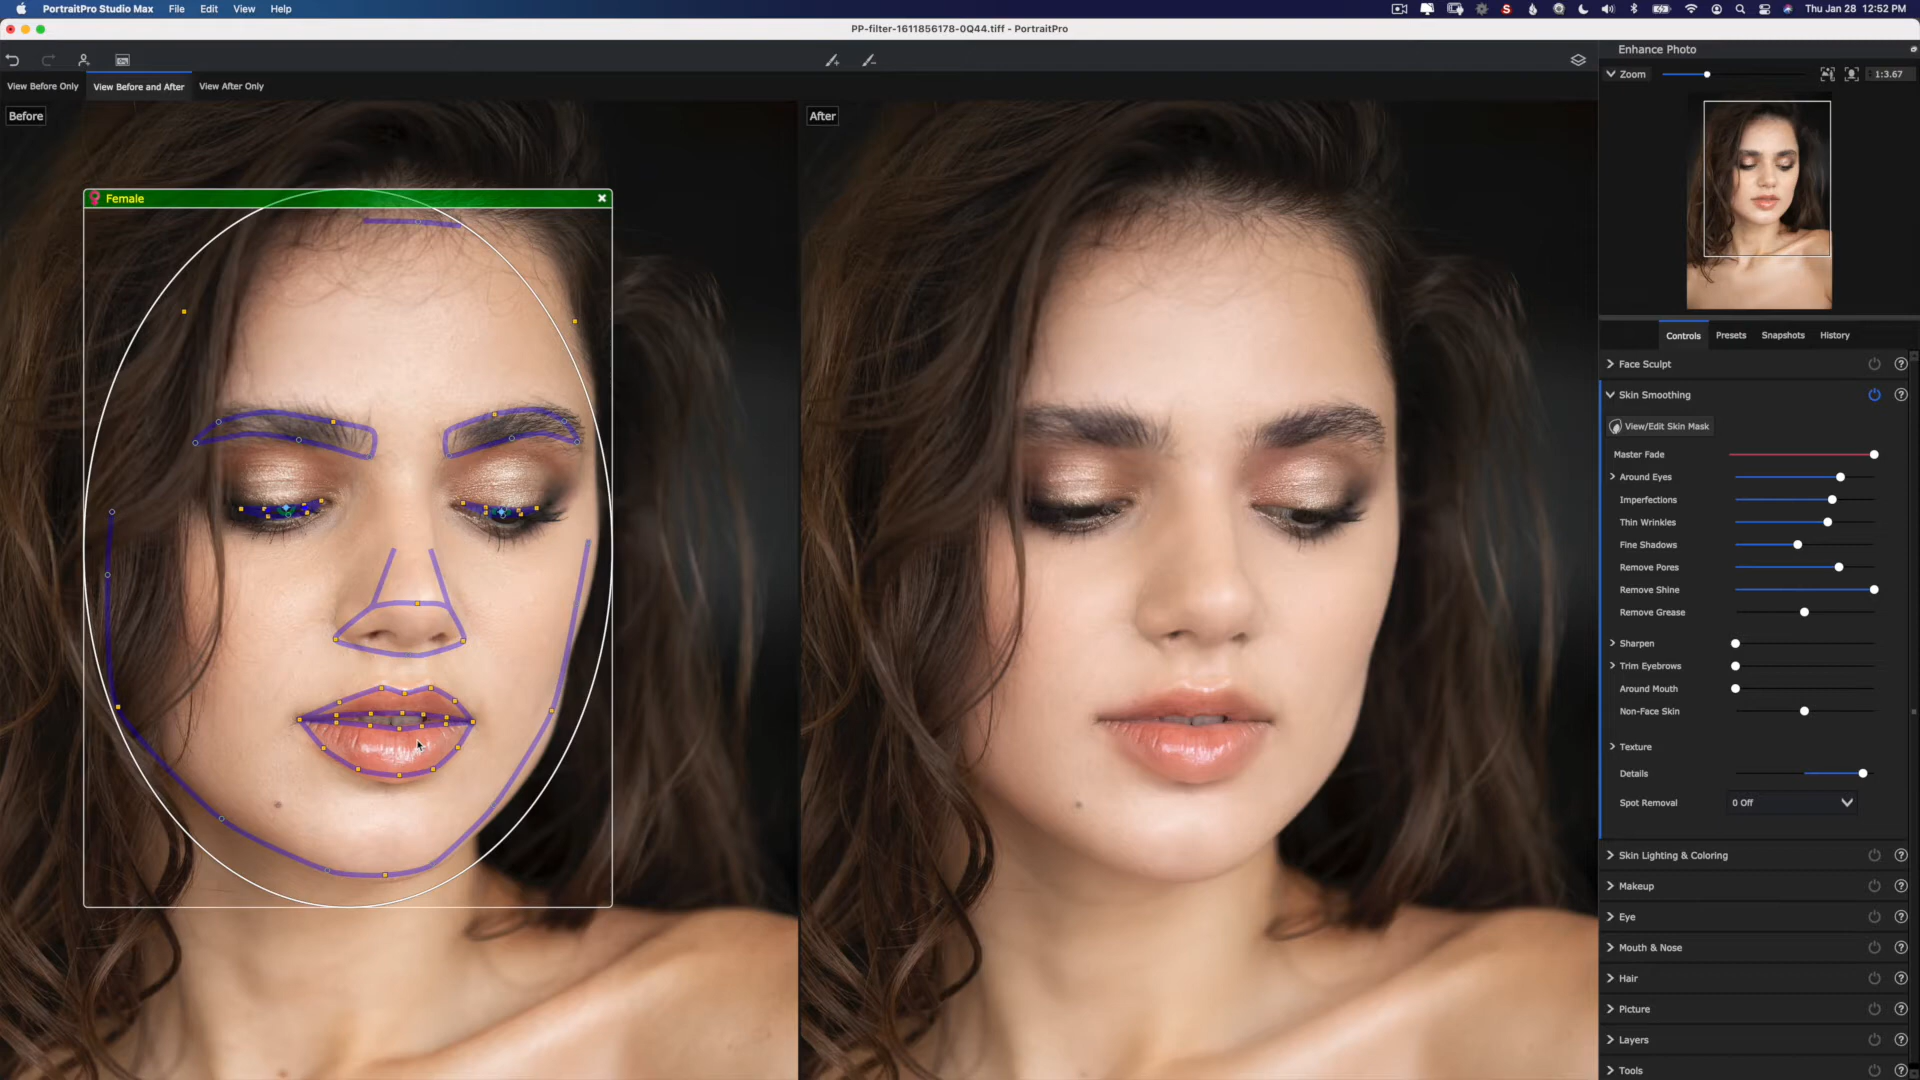 PortraitPro Studio Max File Edit View Help
Thu Jan 28 12:52 PM
PP-filter-1611856178-0Q44.tiff - PortraitPro
View Before Only View Before and After View After Only
Before
After
Female
Enhance Photo
Zoom 1:3.67
Controls Presets Snapshots History
Face Sculpt
Skin Smoothing
View/Edit Skin Mask
Master Fade
Around Eyes
Imperfections
Thin Wrinkles
Fine Shadows
Remove Pores
Remove Shine
Remove Grease
Sharpen
Trim Eyebrows
Around Mouth
Non-Face Skin
Texture
Details
Spot Removal 0 Off
Skin Lighting & Coloring
Makeup
Eye
Mouth & Nose
Hair
Picture
Layers
Tools